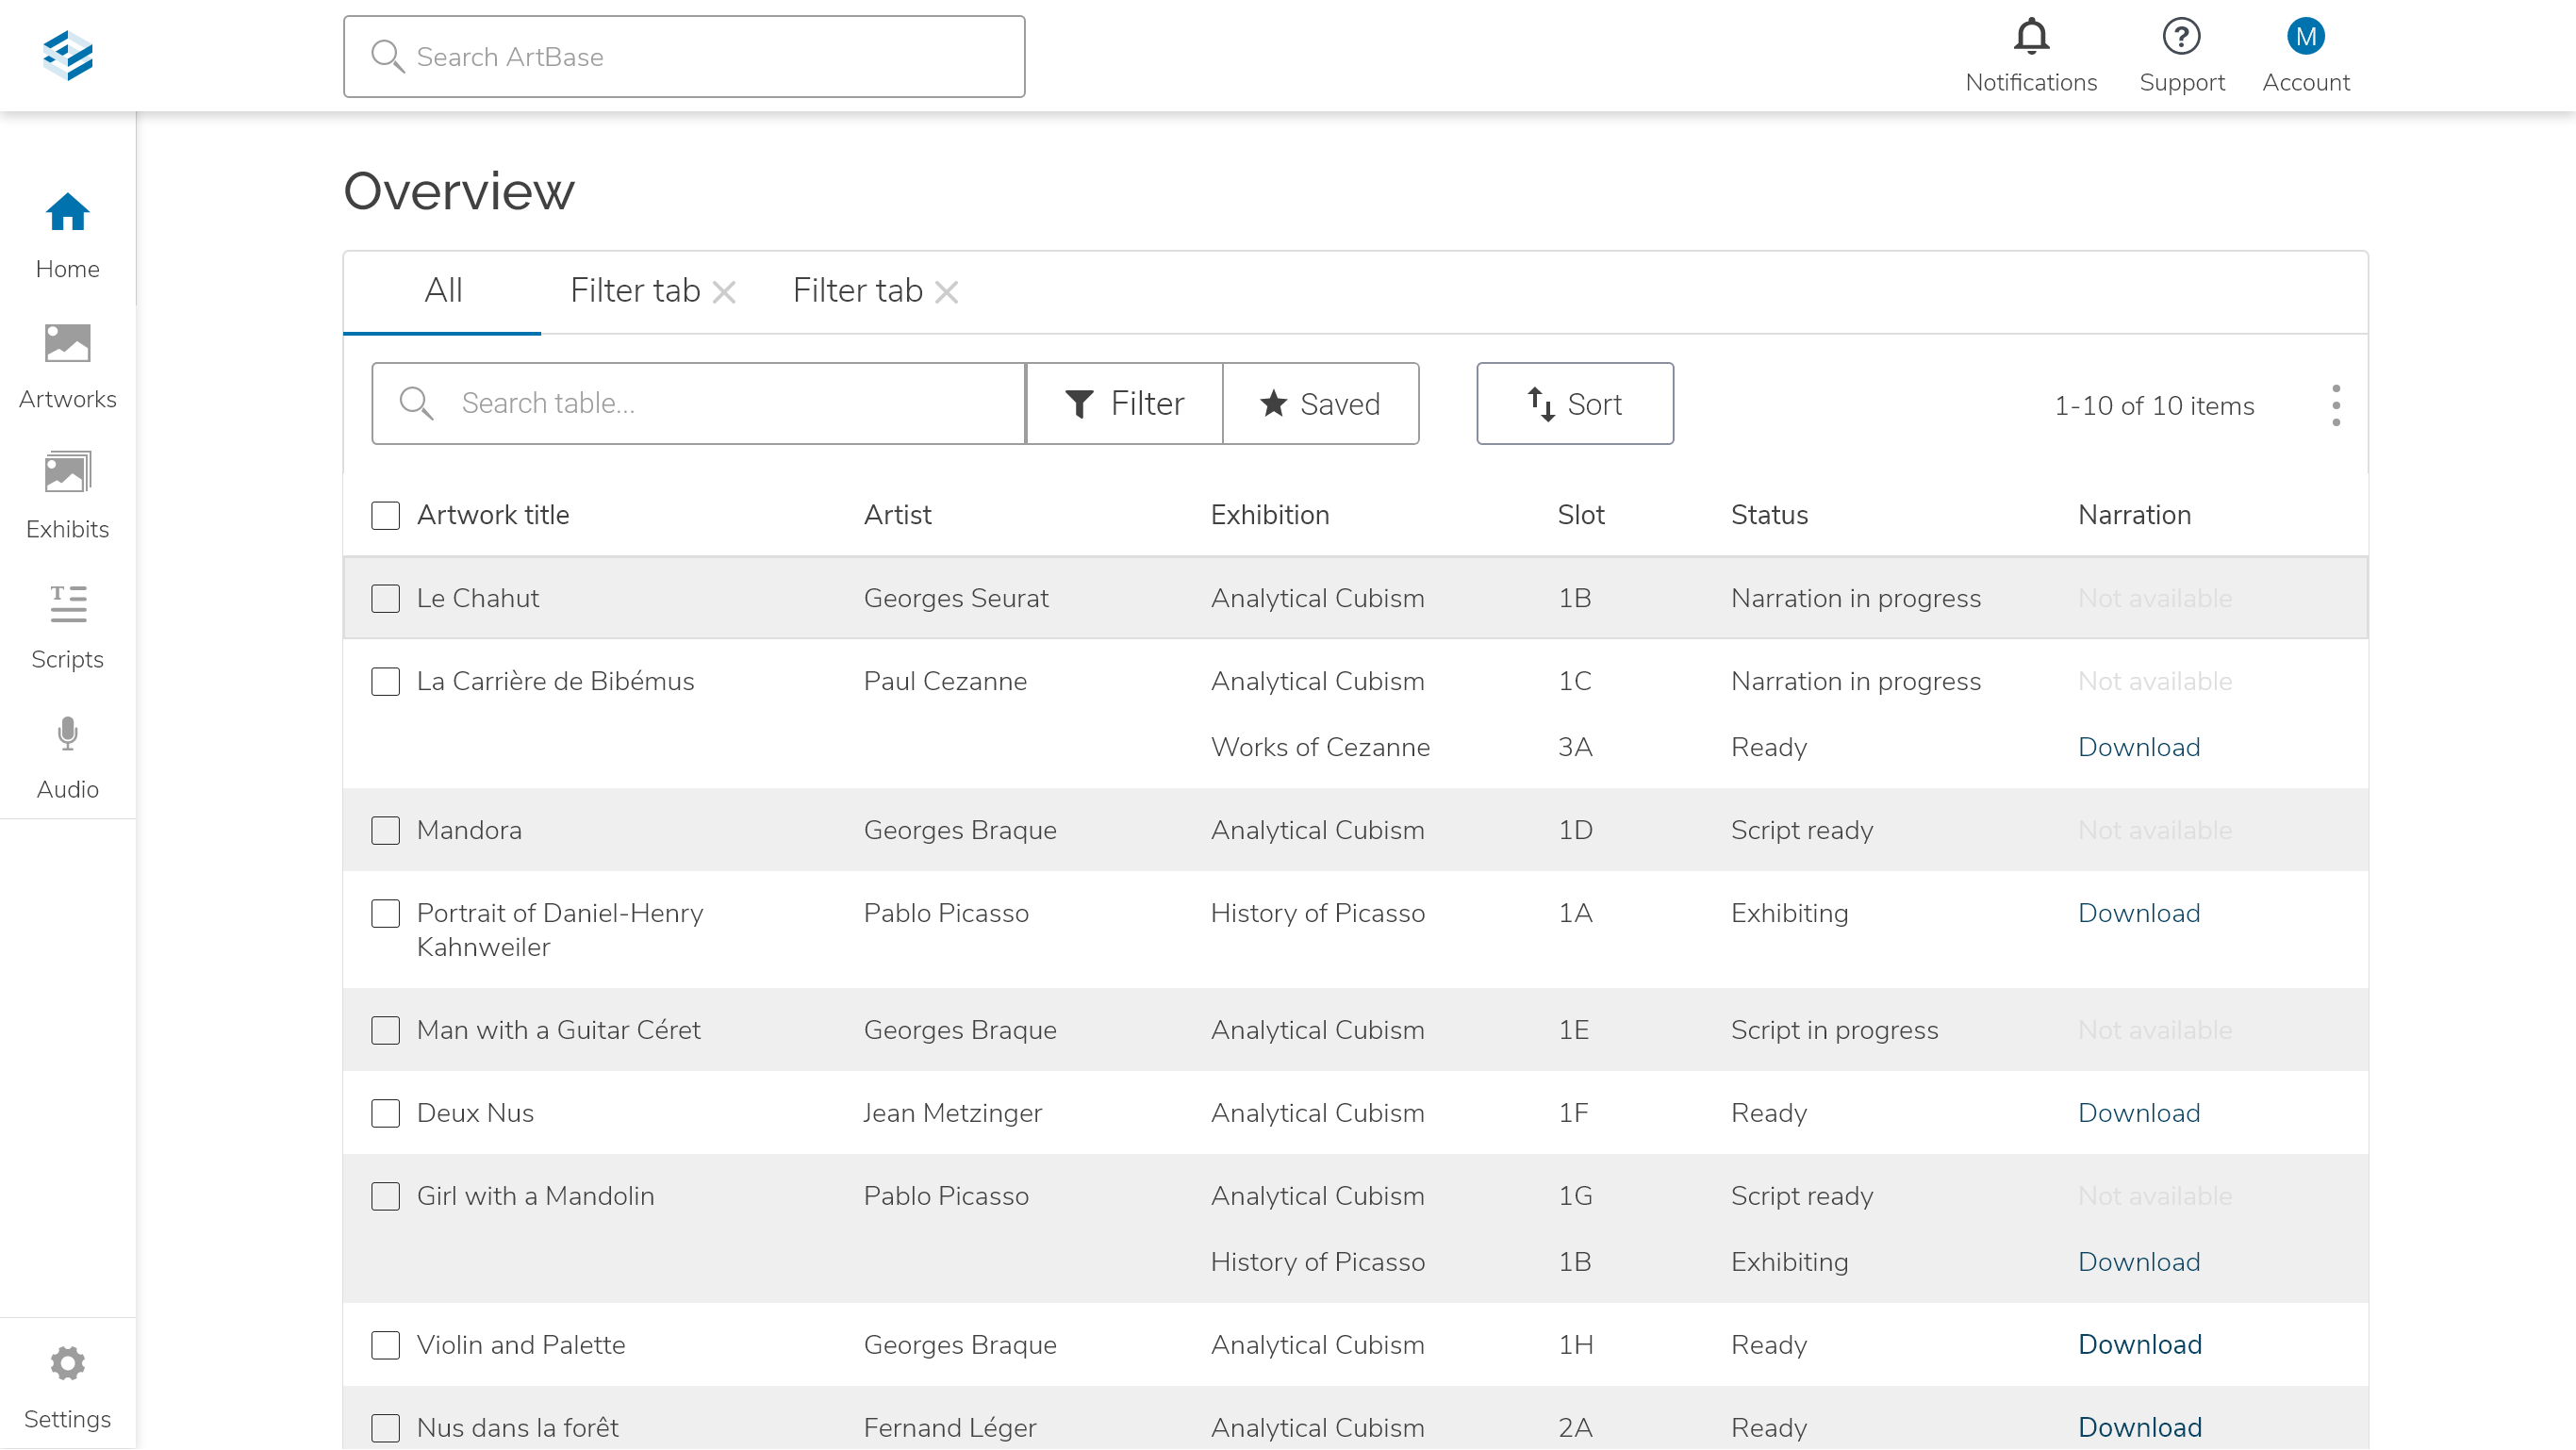 Search ArtBase
Notifications
Support
M
Account
Home
Artworks
Exhibits
Scripts
Audio
Settings
Overview
All
Filter tab
Filter tab
Search table...
Filter
Saved
Sort
1-10 of 10 items
Artwork title Artist Exhibition Slot Status Narration
Le Chahut Georges Seurat Analytical Cubism 1B Narration in progress Not available
La Carrière de Bibémus Paul Cezanne Analytical Cubism 1C Narration in progress Not available
Works of Cezanne 3A Ready Download
Mandora Georges Braque Analytical Cubism 1D Script ready Not available
Portrait of Daniel-Henry Pablo Picasso History of Picasso 1A Exhibiting Download
Kahnweiler
Man with a Guitar Céret Georges Braque Analytical Cubism 1E Script in progress Not available
Deux Nus Jean Metzinger Analytical Cubism 1F Ready Download
Girl with a Mandolin Pablo Picasso Analytical Cubism 1G Script ready Not available
History of Picasso 1B Exhibiting Download
Violin and Palette Georges Braque Analytical Cubism 1H Ready Download
Nus dans la forêt Fernand Léger Analytical Cubism 2A Ready Download